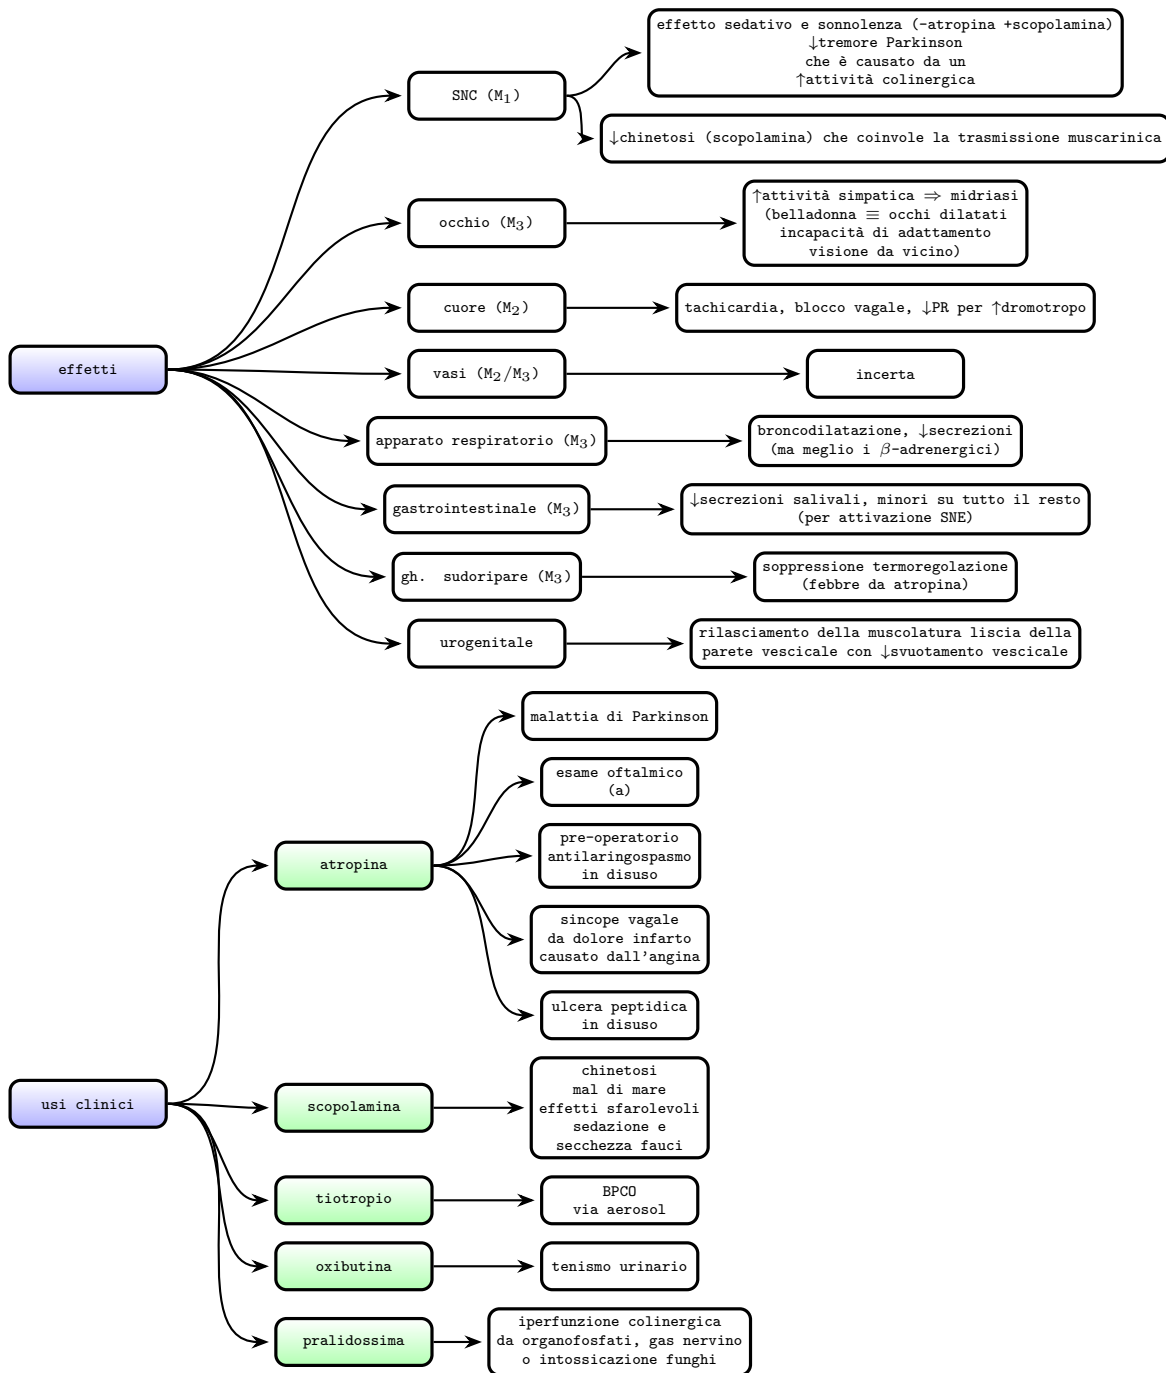 effetti
SNC (M1)
effetto sedativo e sonnolenza (-atropina +scopolamina)
↓tremore Parkinson
che è causato da un
↑attività colinergica
↓chinetosi (scopolamina) che coinvole la trasmissione muscarinica
occhio (M3)
↑attività simpatica ⇒ midriasi
(belladonna ≡ occhi dilatati
incapacità di adattamento
visione da vicino)
cuore (M2)
tachicardia, blocco vagale, ↓PR per ↑dromotropo
vasi (M2/M3)
incerta
apparato respiratorio (M3)
broncodilatazione, ↓secrezioni
(ma meglio i β-adrenergici)
gastrointestinale (M3)
↓secrezioni salivali, minori su tutto il resto
(per attivazione SNE)
gh. sudoripare (M3)
soppressione termoregolazione
(febbre da atropina)
urogenitale
rilasciamento della muscolatura liscia della
parete vescicale con ↓svuotamento vescicale
usi clinici
atropina
malattia di Parkinson
esame oftalmico
(a)
pre-operatorio
antilaringospasmo
in disuso
sincope vagale
da dolore infarto
causato dall'angina
ulcera peptidica
in disuso
scopolamina
chinetosi
mal di mare
effetti sfarolevoli
sedazione e
secchezza fauci
tiotropio
BPCO
via aerosol
oxibutina
tenismo urinario
pralidossima
iperfunzione colinergica
da organofosfati, gas nervino
o intossicazione funghi